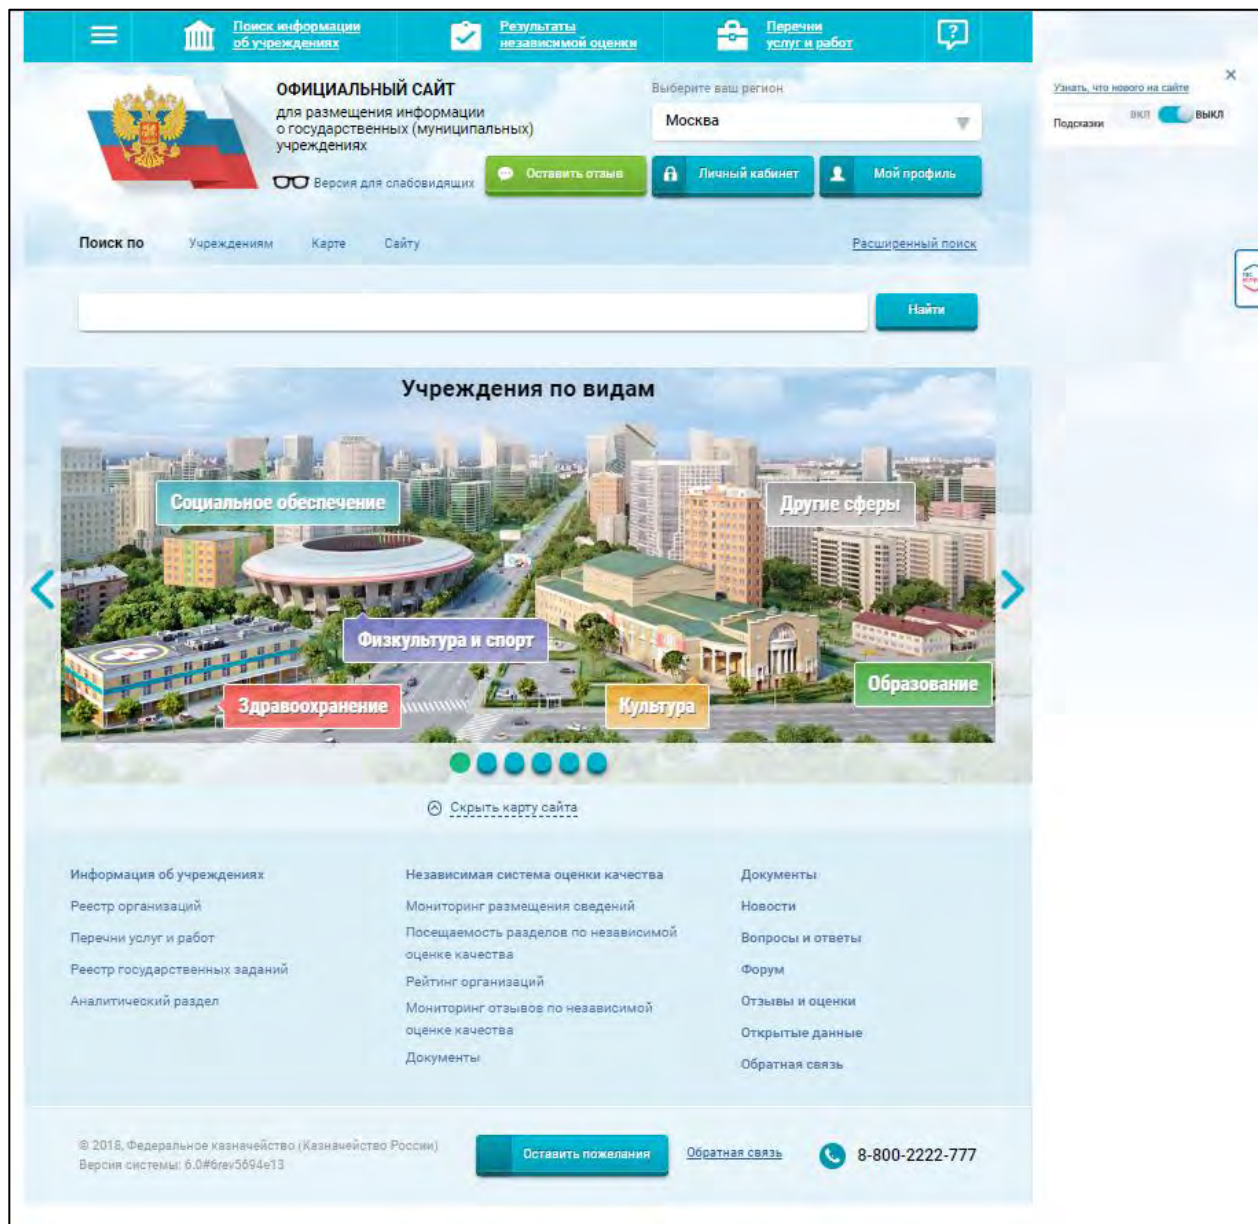 Поиск информации
об учреждениях
Результаты
независимой оценки
Перечни
услуг и работ
ОФИЦИАЛЬНЫЙ САЙТ
для размещения информации
о государственных (муниципальных)
учреждениях
Версия для слабовидящих
Оставить отзыв
Выберите ваш регион
Москва
Личный кабинет
Мой профиль
Узнать, что нового на сайте
Подсказки ВКЛ ВЫКЛ
Поиск по Учреждениям Карте Сайту Расширенный поиск
Найти
Учреждения по видам
Социальное обеспечение
Другие сферы
Физкультура и спорт
Образование
Здравоохранение
Культура
Скрыть карту сайта
Информация об учреждениях
Реестр организаций
Перечни услуг и работ
Реестр государственных заданий
Аналитический раздел
Независимая система оценки качества
Мониторинг размещения сведений
Посещаемость разделов по независимой
оценке качества
Рейтинг организаций
Мониторинг отзывов по независимой
оценке качества
Документы
Документы
Новости
Вопросы и ответы
Форум
Отзывы и оценки
Открытые данные
Обратная связь
© 2018, Федеральное казначейство (Казначейство России)
Версия системы: 6.0#6rev5694e13
Оставить пожелания
Обратная связь
8-800-2222-777